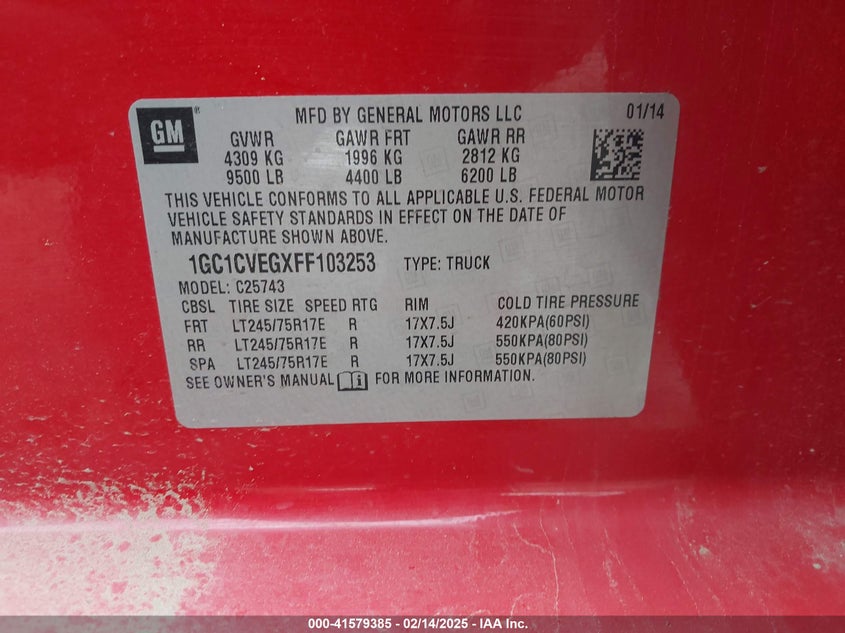 GM ®
MFD BY GENERAL MOTORS LLC 01/14
GVWR GAWR FRT GAWR RR
4309 KG 1996 KG 2812 KG
9500 LB 4400 LB 6200 LB
THIS VEHICLE CONFORMS TO ALL APPLICABLE U.S. FEDERAL MOTOR
VEHICLE SAFETY STANDARDS IN EFFECT ON THE DATE OF
MANUFACTURE SHOWN ABOVE.
1GC1CVEGXFF103253 TYPE: TRUCK
MODEL: C25743
CBSL TIRE SIZE SPEED RTG RIM COLD TIRE PRESSURE
FRT LT245/75R17E R 17X7.5J 420KPA(60PSI)
RR LT245/75R17E R 17X7.5J 550KPA(80PSI)
SPA LT245/75R17E R 17X7.5J 550KPA(80PSI)
SEE OWNER'S MANUAL FOR MORE INFORMATION.
000-41579385 - 02/14/2025 - IAA Inc.